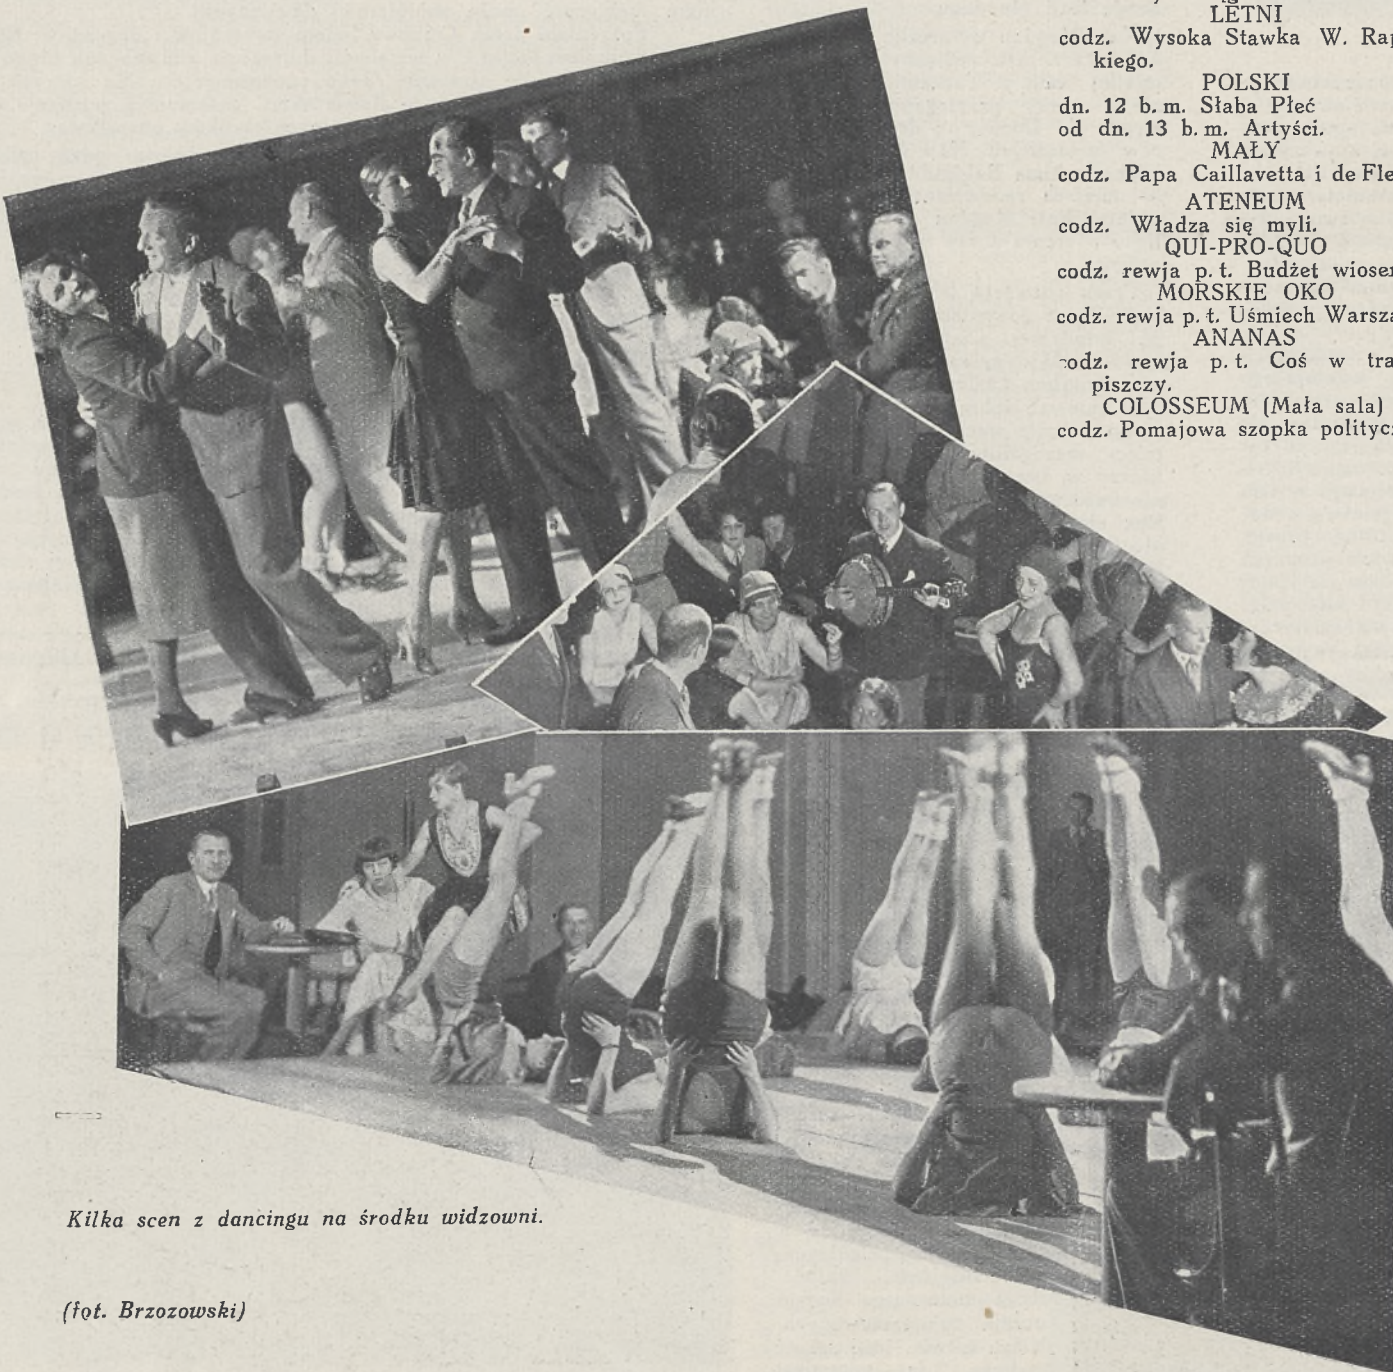 LETNI
codz. Wysoka Stawka W. Rap
kiego.
POLSKI
dn. 12 b. m. Słaba Płeć
od dn. 13 b. m. Artyści.
MAŁY
codz. Papa Caillavetta i de Fle
ATENEUM
codz. Władza się myli.
QUI-PRO-QUO
codz. rewja p. t. Budżet wiosen
MORSKIE OKO
codz. rewja p. t. Uśmiech Warsza
ANANAS
codz. rewja p. t. Coś w tra
piszczy.
COLOSSEUM (Mała sala)
codz. Pomajowa szopka politycz
Kilka scen z dancingu na środku widzowni.
(fot. Brzozowski)